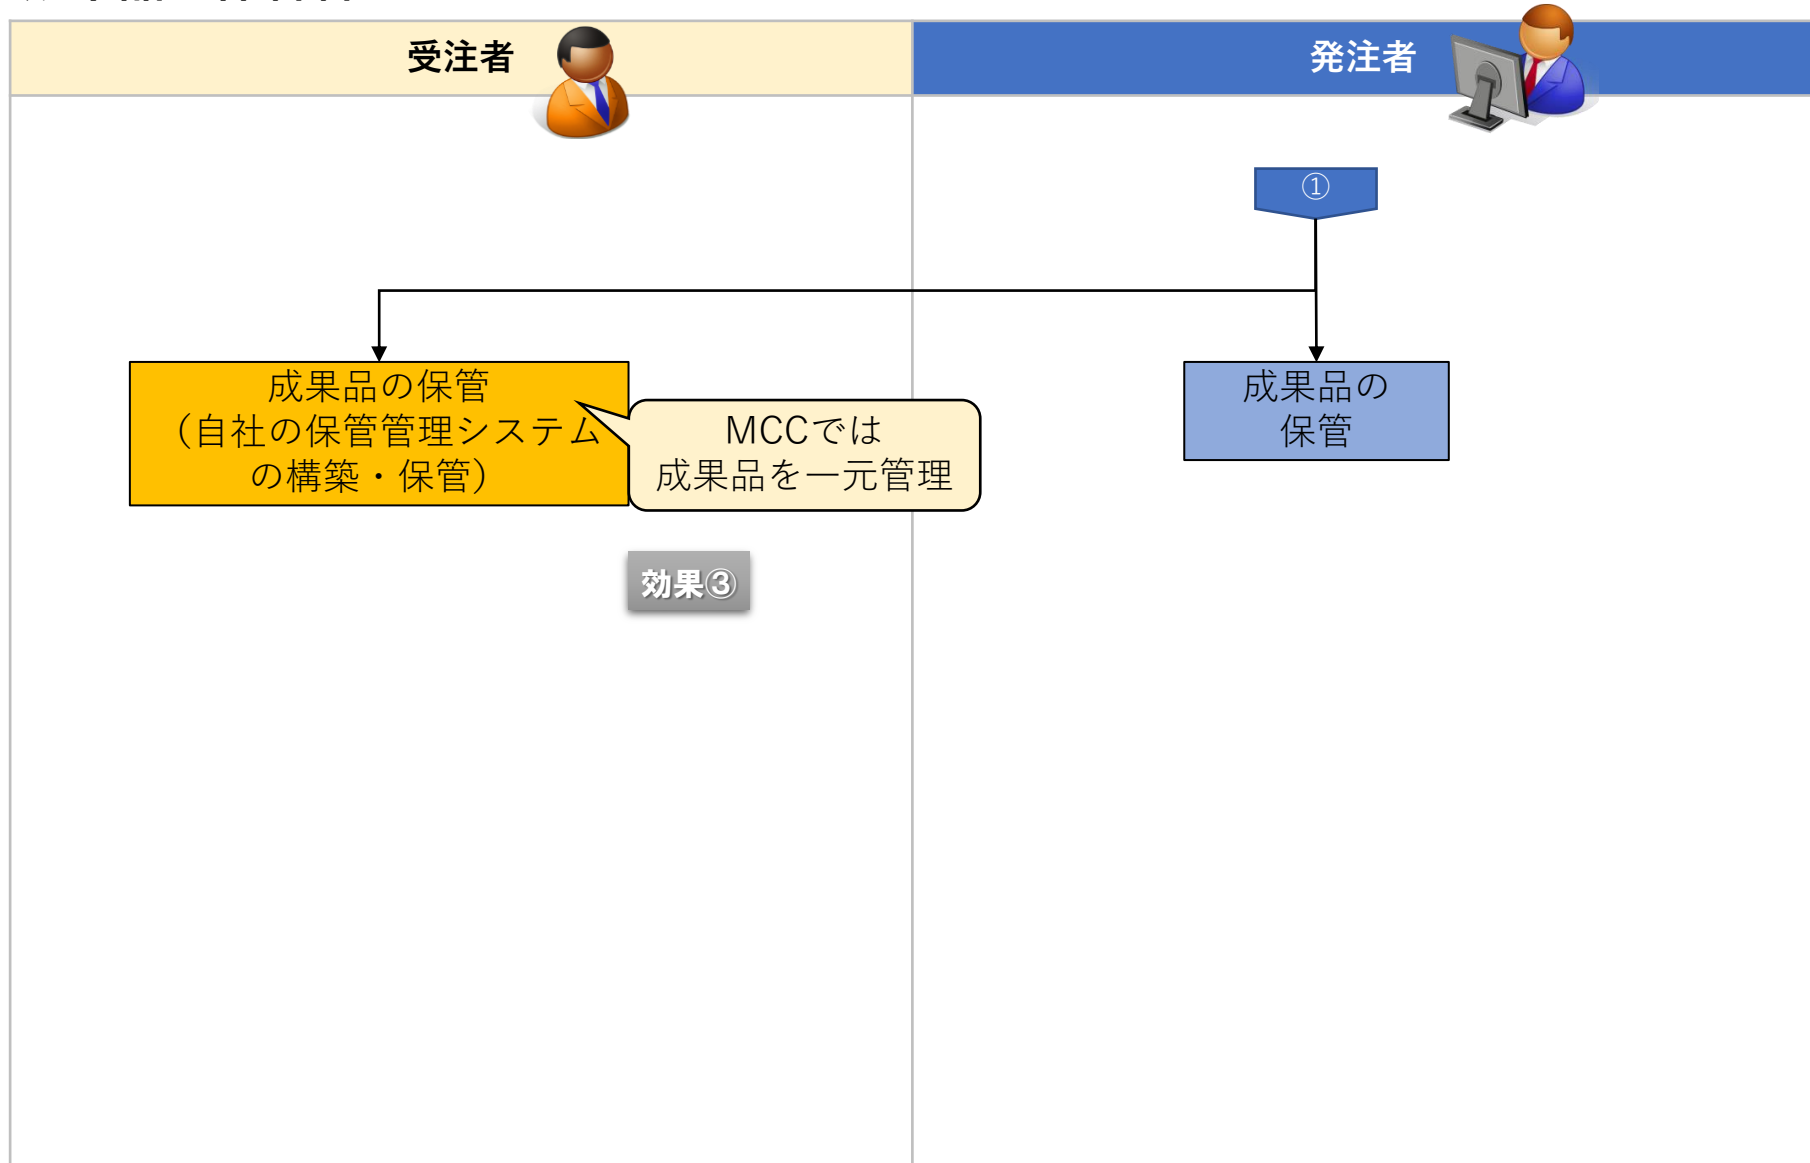 受注者
発注者
①
成果品の保管
（自社の保管管理システム
の構築・保管）
MCCでは
成果品を一元管理
成果品の
保管
効果③